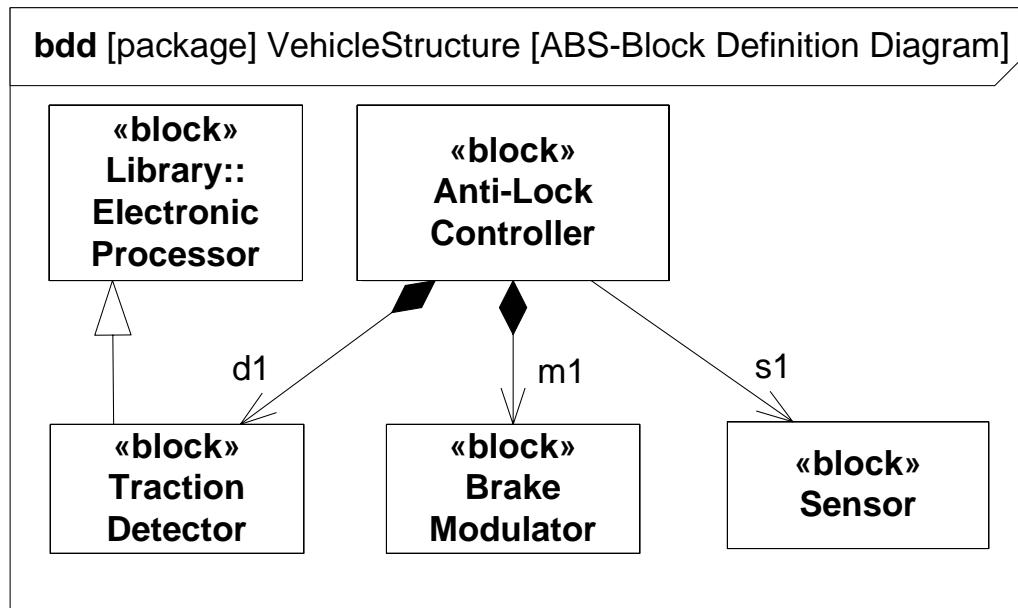 bdd [package] VehicleStructure [ABS-Block Definition Diagram]
«block»
Library::
Electronic
Processor
«block»
Anti-Lock
Controller
d1
m1
s1
«block»
Traction
Detector
«block»
Brake
Modulator
«block»
Sensor